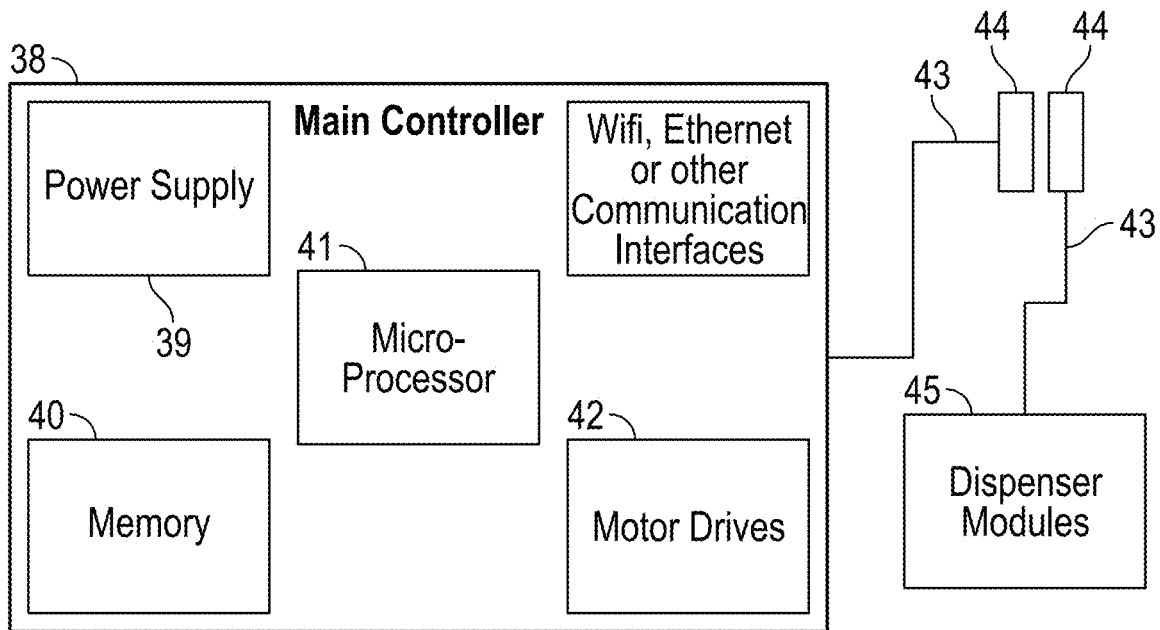 38
Main Controller
Power Supply
39
Wifi, Ethernet
or other
Communication
Interfaces
41
Micro-
Processor
40
Memory
42
Motor Drives
43
44
44
43
45
Dispenser
Modules